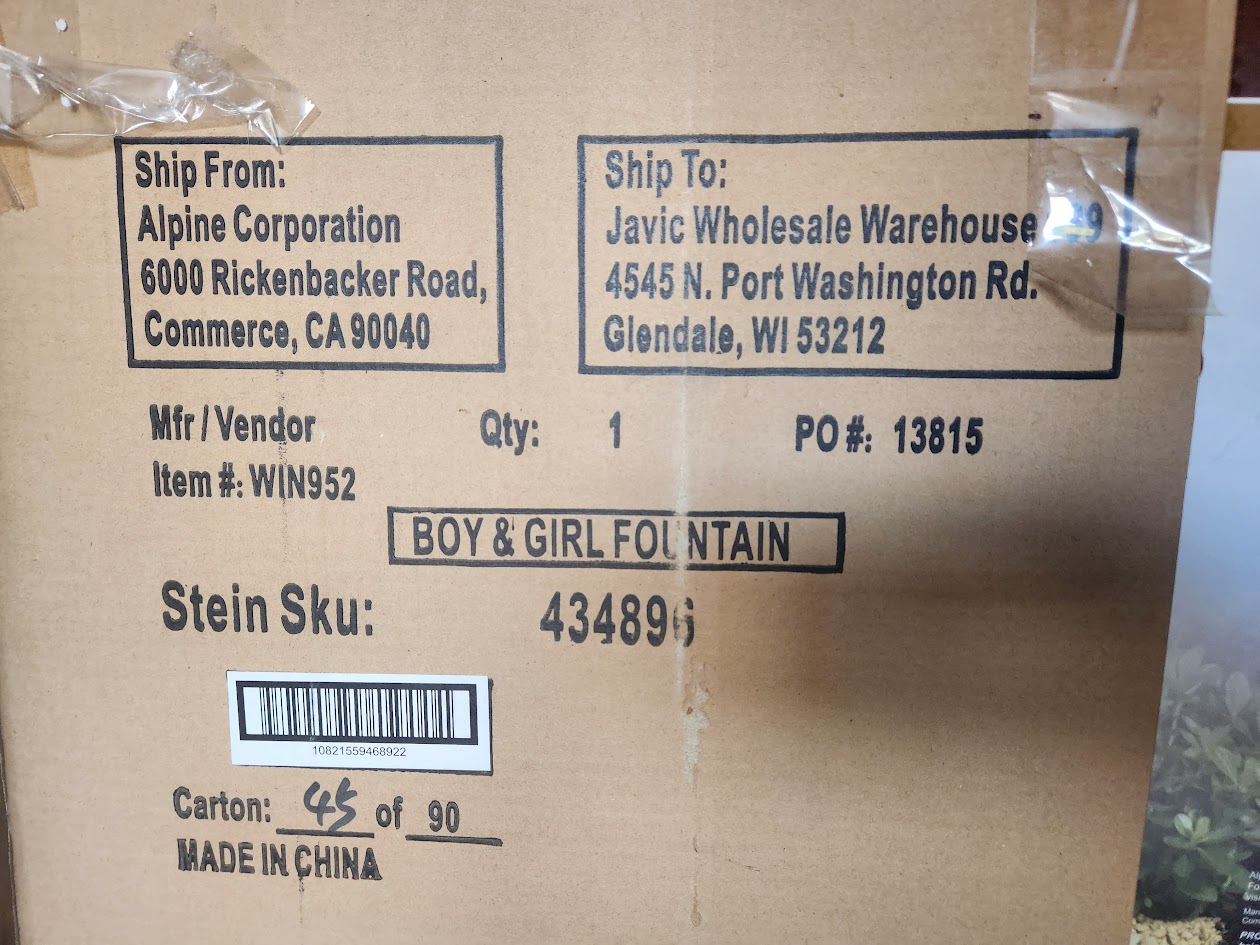 Ship From:
Alpine Corporation
6000 Rickenbacker Road,
Commerce, CA 90040
Ship To:
Javic Wholesale Warehouse
4545 N. Port Washington Rd.
Glendale, WI 53212
Mfr / Vendor
Qty: 1
PO #: 13815
Item #: WIN952
BOY & GIRL FOUNTAIN
Stein Sku: 434896
10821559468922
Carton: 45 of 90
MADE IN CHINA